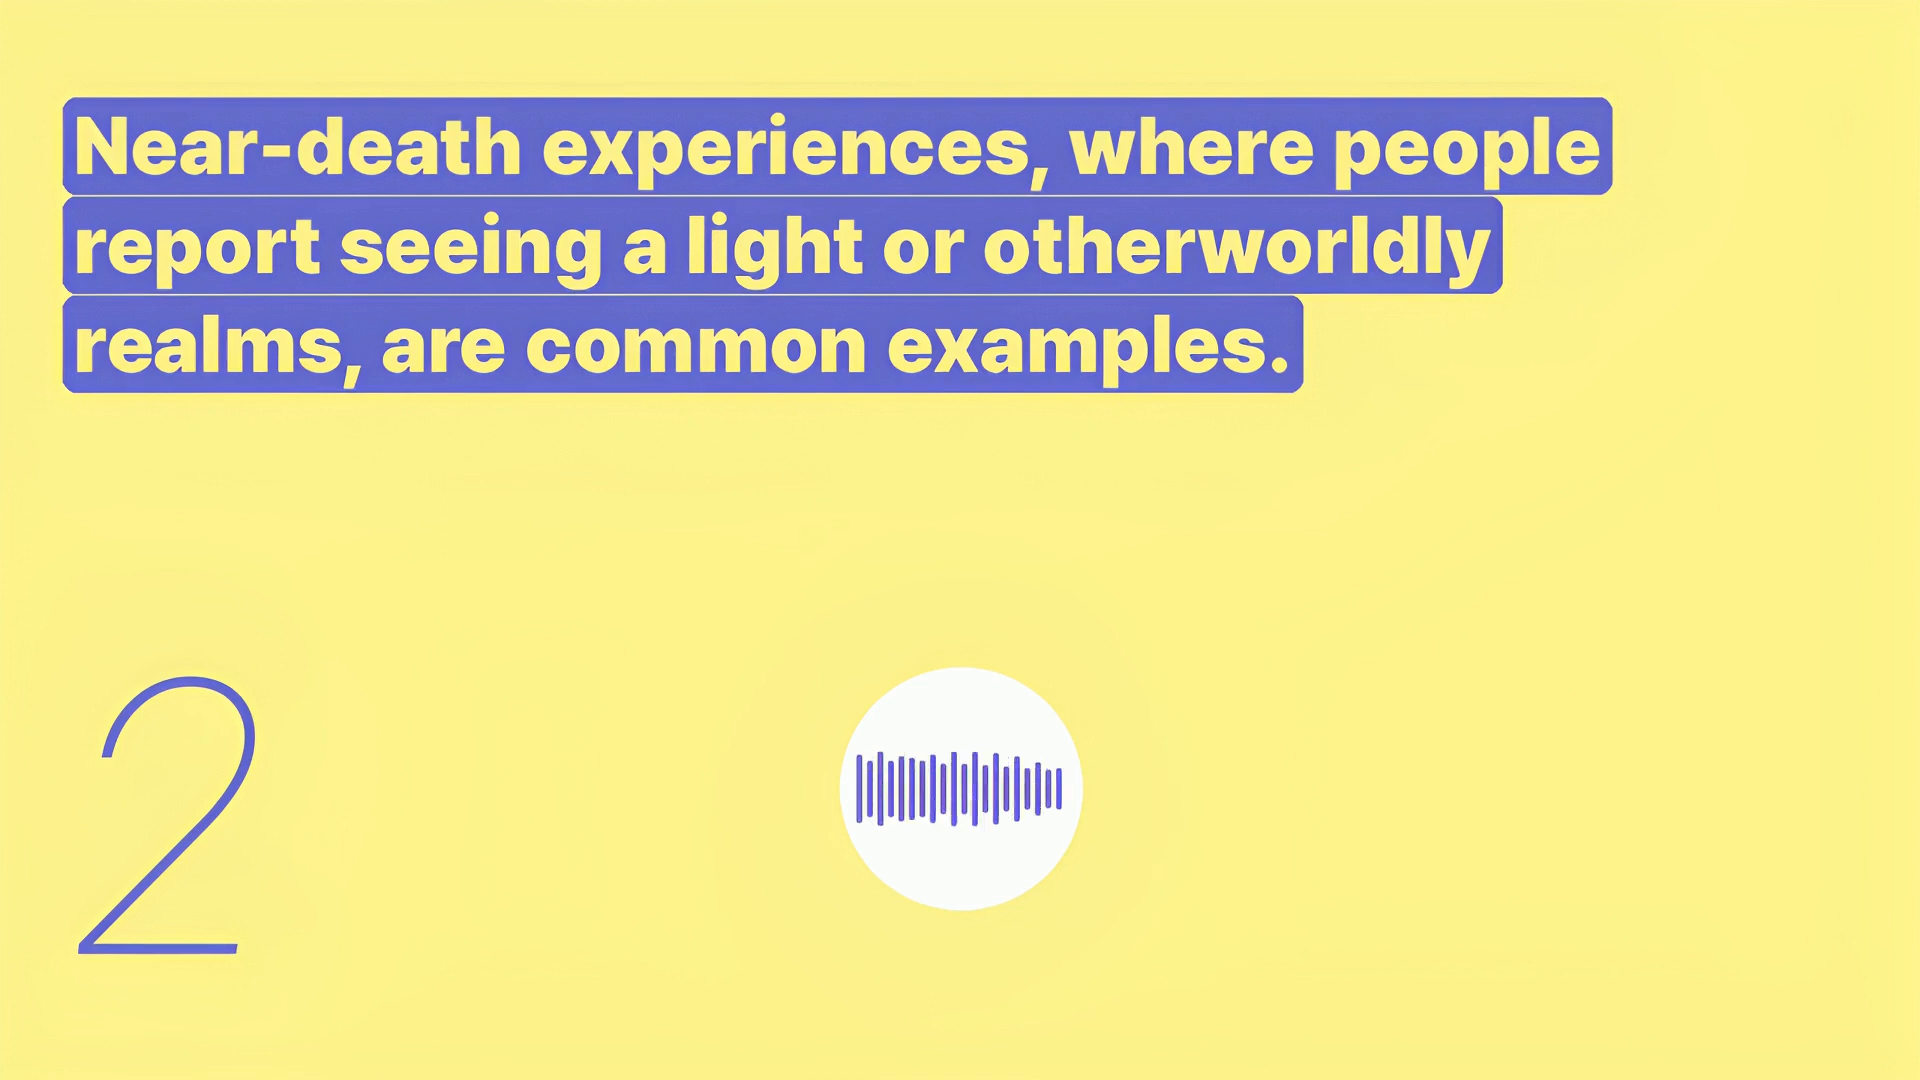 Near-death experiences, where people
report seeing a light or otherworldly
realms, are common examples.
2